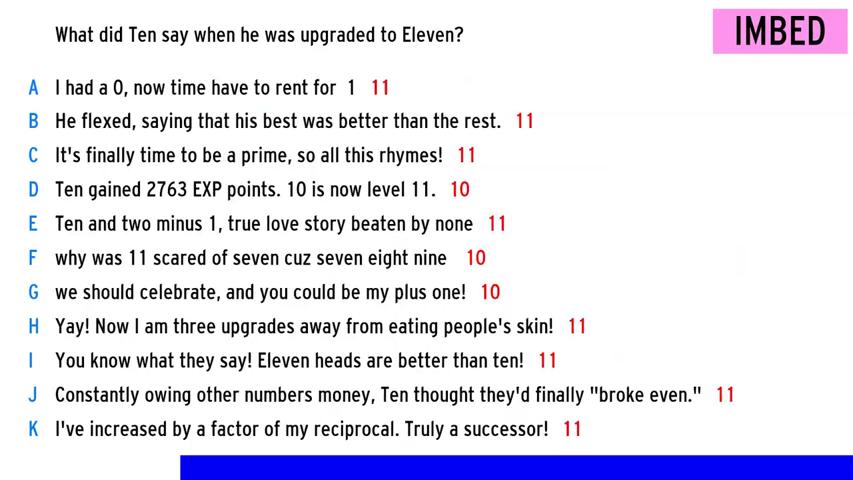 IMBED
What did Ten say when he was upgraded to Eleven?
A I had a 0, now time have to rent for 1 11
B He flexed, saying that his best was better than the rest. 11
C It's finally time to be a prime, so all this rhymes! 11
D Ten gained 2763 EXP points. 10 is now level 11. 10
E Ten and two minus 1, true love story beaten by none 11
F why was 11 scared of seven cuz seven eight nine 10
G we should celebrate, and you could be my plus one! 10
H Yay! Now I am three upgrades away from eating people's skin! 11
I You know what they say! Eleven heads are better than ten! 11
J Constantly owing other numbers money, Ten thought they'd finally "broke even." 11
K I've increased by a factor of my reciprocal. Truly a successor! 11